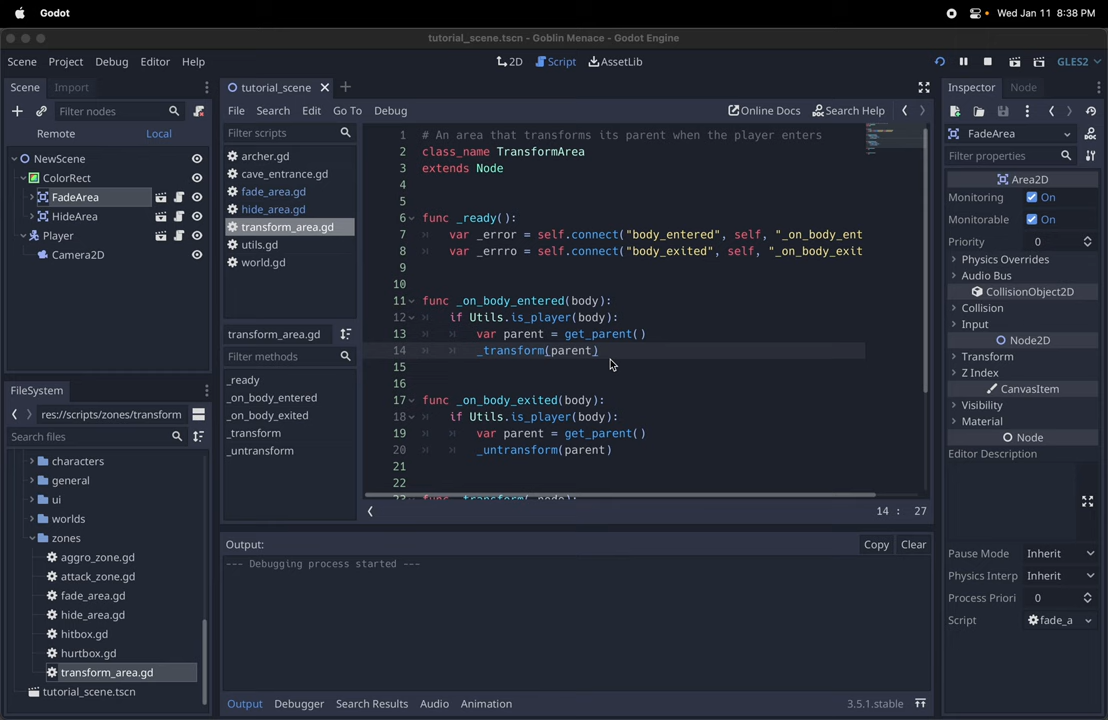 Godot
Wed Jan 11 8:38 PM
tutorial_scene.tscn - Goblin Menace - Godot Engine
Scene Project Debug Editor Help
2D Script AssetLib
GLES2
Scene Import
Filter nodes
Remote Local
NewScene
ColorRect
FadeArea
HideArea
Player
Camera2D
FileSystem
res://scripts/zones/transform
Search files
characters
general
ui
worlds
zones
aggro_zone.gd
attack_zone.gd
fade_area.gd
hide_area.gd
hitbox.gd
hurtbox.gd
transform_area.gd
tutorial_scene.tscn
tutorial_scene
File Search Edit Go To Debug
Online Docs Search Help
Filter scripts
archer.gd
cave_entrance.gd
fade_area.gd
hide_area.gd
transform_area.gd
utils.gd
world.gd
transform_area.gd
Filter methods
_ready
_on_body_entered
_on_body_exited
_transform
_untransform
1 # An area that transforms its parent when the player enters
2 class_name TransformArea
3 extends Node
4
5
6 func _ready():
7 var _error = self.connect("body_entered", self, "_on_body_ent
8 var _errro = self.connect("body_exited", self, "_on_body_exit
9
10
11 func _on_body_entered(body):
12 if Utils.is_player(body):
13 var parent = get_parent()
14 _transform(parent)
15
16
17 func _on_body_exited(body):
18 if Utils.is_player(body):
19 var parent = get_parent()
20 _untransform(parent)
21
22
23 func _transform(_node):
14 : 27
Output:
Copy Clear
--- Debugging process started ---
Output Debugger Search Results Audio Animation
3.5.1.stable
Inspector Node
FadeArea
Filter properties
Area2D
Monitoring On
Monitorable On
Priority 0
Physics Overrides
Audio Bus
CollisionObject2D
Collision
Input
Node2D
Transform
Z Index
CanvasItem
Visibility
Material
Node
Editor Description
Pause Mode Inherit
Physics Interp Inherit
Process Priori 0
Script fade_a